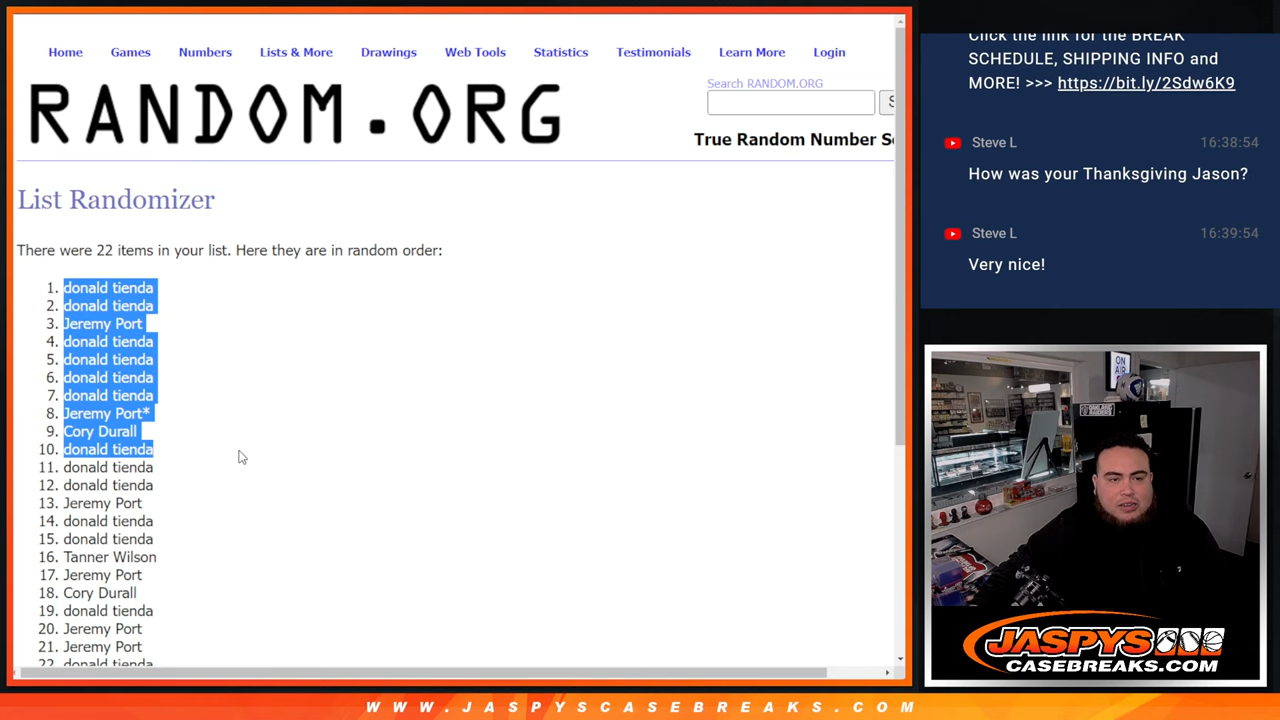 Home Games Numbers Lists & More Drawings Web Tools Statistics Testimonials Learn More Login
RANDOM.ORG
Search RANDOM.ORG
S
True Random Number Se
List Randomizer
There were 22 items in your list. Here they are in random order:
1. donald tienda
2. donald tienda
3. Jeremy Port
4. donald tienda
5. donald tienda
6. donald tienda
7. donald tienda
8. Jeremy Port*
9. Cory Durall
10. donald tienda
11. donald tienda
12. donald tienda
13. Jeremy Port
14. donald tienda
15. donald tienda
16. Tanner Wilson
17. Jeremy Port
18. Cory Durall
19. donald tienda
20. Jeremy Port
21. Jeremy Port
22. donald tienda
Click the link for the BREAK
SCHEDULE, SHIPPING INFO and
MORE! >>> https://bit.ly/2Sdw6K9
Steve L 16:38:54
How was your Thanksgiving Jason?
Steve L 16:39:54
Very nice!
ON
AIR
JASPYS
CASEBREAKS.COM
WWW.JASPYSCASEBREAKS.COM